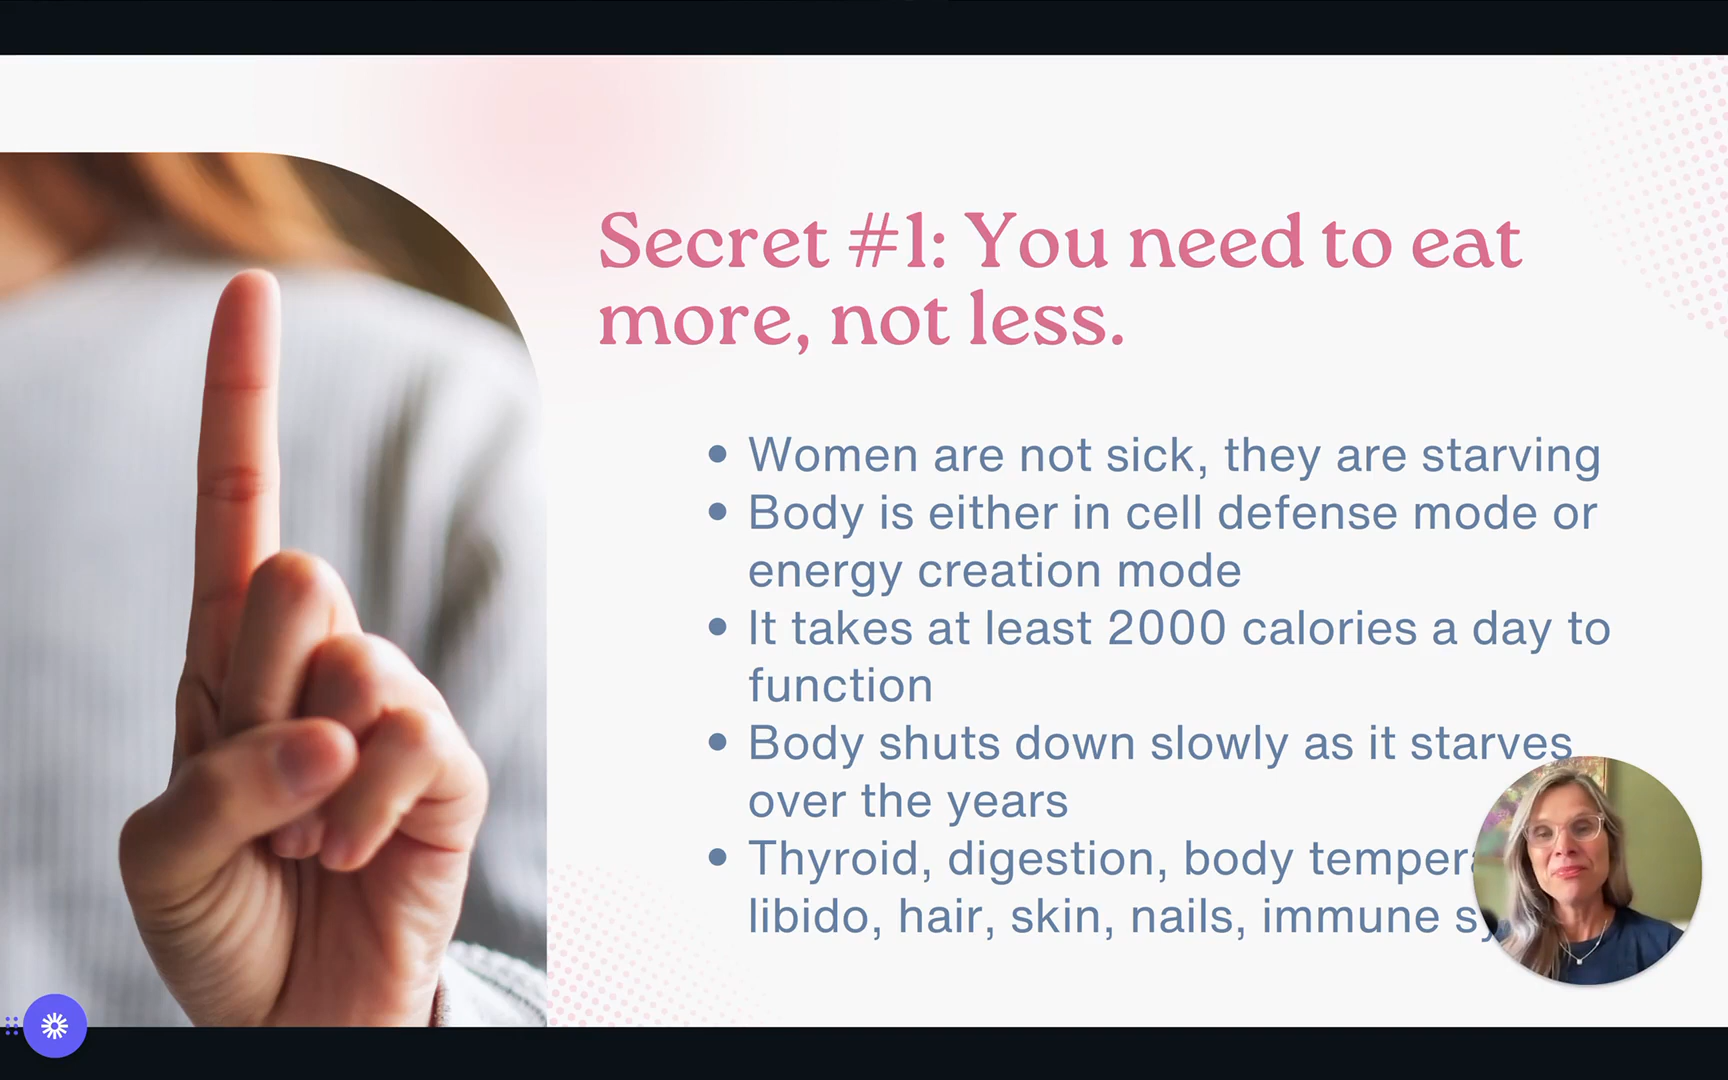 Secret #1: You need to eat
more, not less.
• Women are not sick, they are starving
• Body is either in cell defense mode or
energy creation mode
• It takes at least 2000 calories a day to
function
• Body shuts down slowly as it starves
over the years
• Thyroid, digestion, body
libido, hair, skin, nails, immune